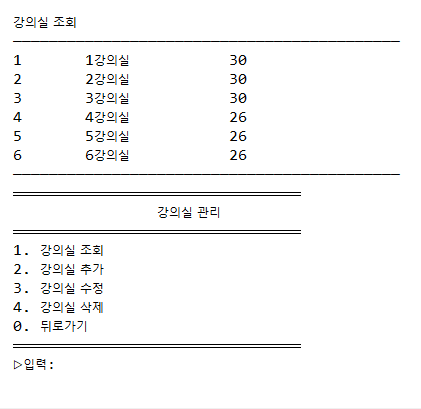 강의실 조회
1 1강의실 30
2 2강의실 30
3 3강의실 30
4 4강의실 26
5 5강의실 26
6 6강의실 26
강의실 관리
1. 강의실 조회
2. 강의실 추가
3. 강의실 수정
4. 강의실 삭제
0. 뒤로가기
▷입력: